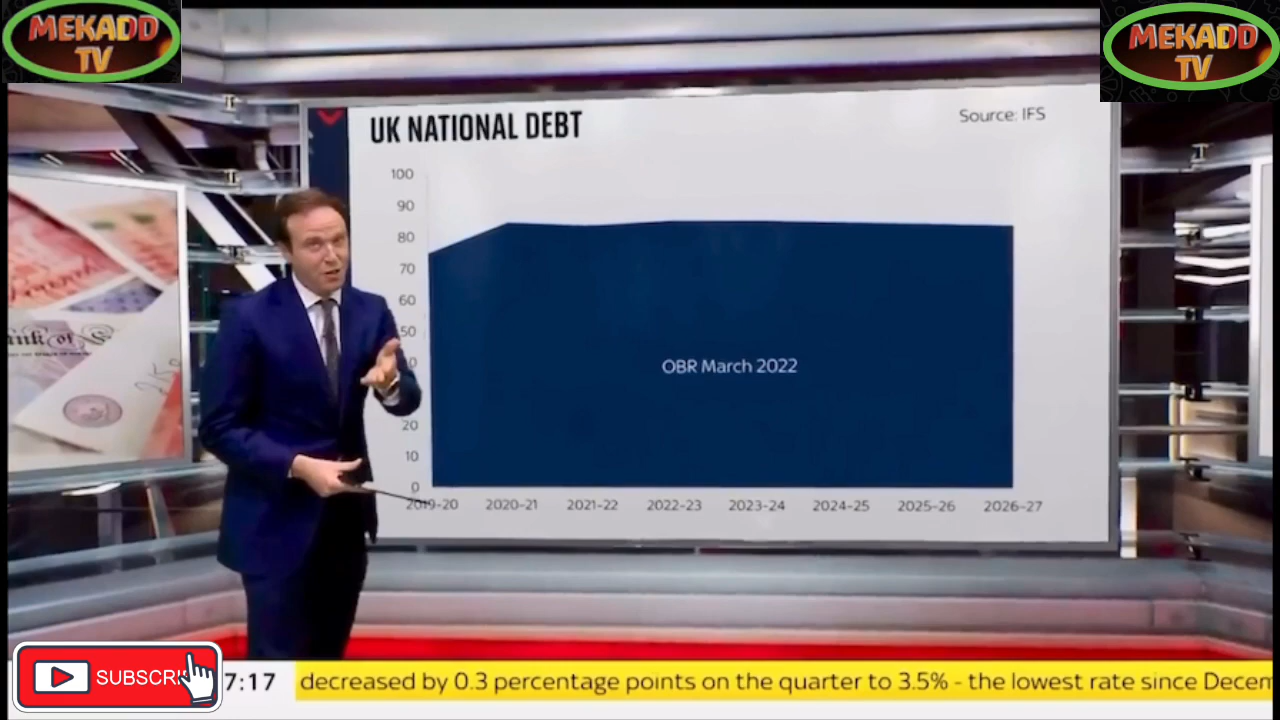 MEKADD
TV
MEKADD
TV
UK NATIONAL DEBT
Source: IFS
100
90
80
70
60
50
20
10
0
OBR March 2022
2019-20 2020-21 2021-22 2022-23 2023-24 2024-25 2025-26 2026-27
SUBSCRI
7:17
decreased by 0.3 percentage points on the quarter to 3.5% - the lowest rate since Decem